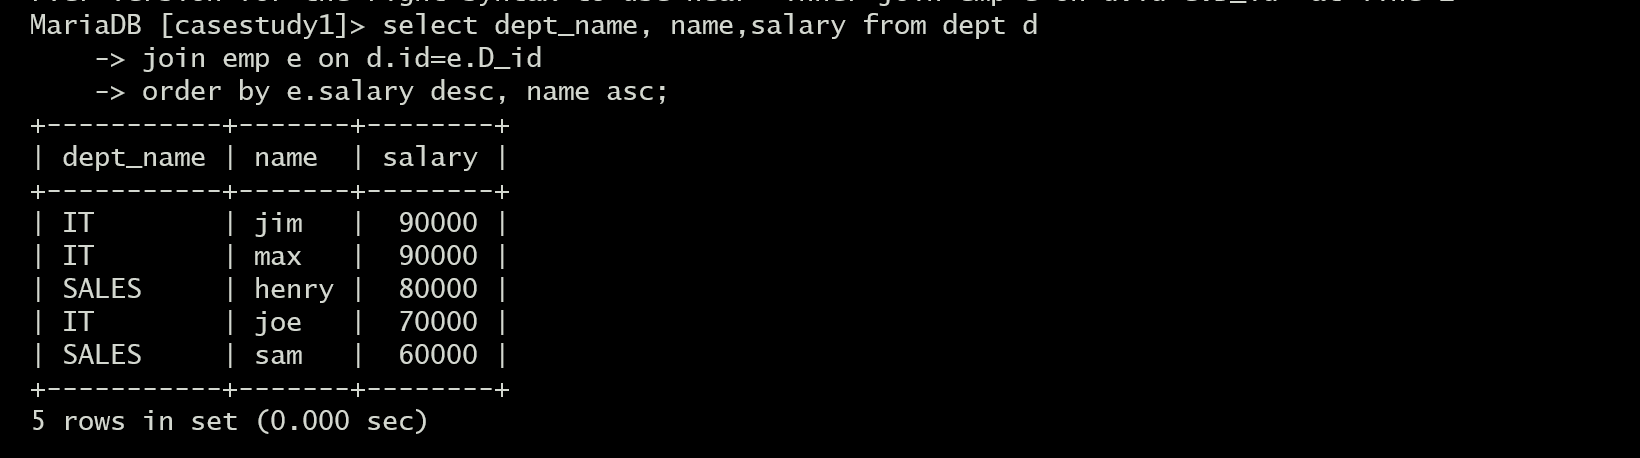 MariaDB [casestudy1]> select dept_name, name,salary from dept d
    -> join emp e on d.id=e.D_id
    -> order by e.salary desc, name asc;
+-----------+-------+--------+
| dept_name | name  | salary |
+-----------+-------+--------+
| IT        | jim   |  90000 |
| IT        | max   |  90000 |
| SALES     | henry |  80000 |
| IT        | joe   |  70000 |
| SALES     | sam   |  60000 |
+-----------+-------+--------+
5 rows in set (0.000 sec)